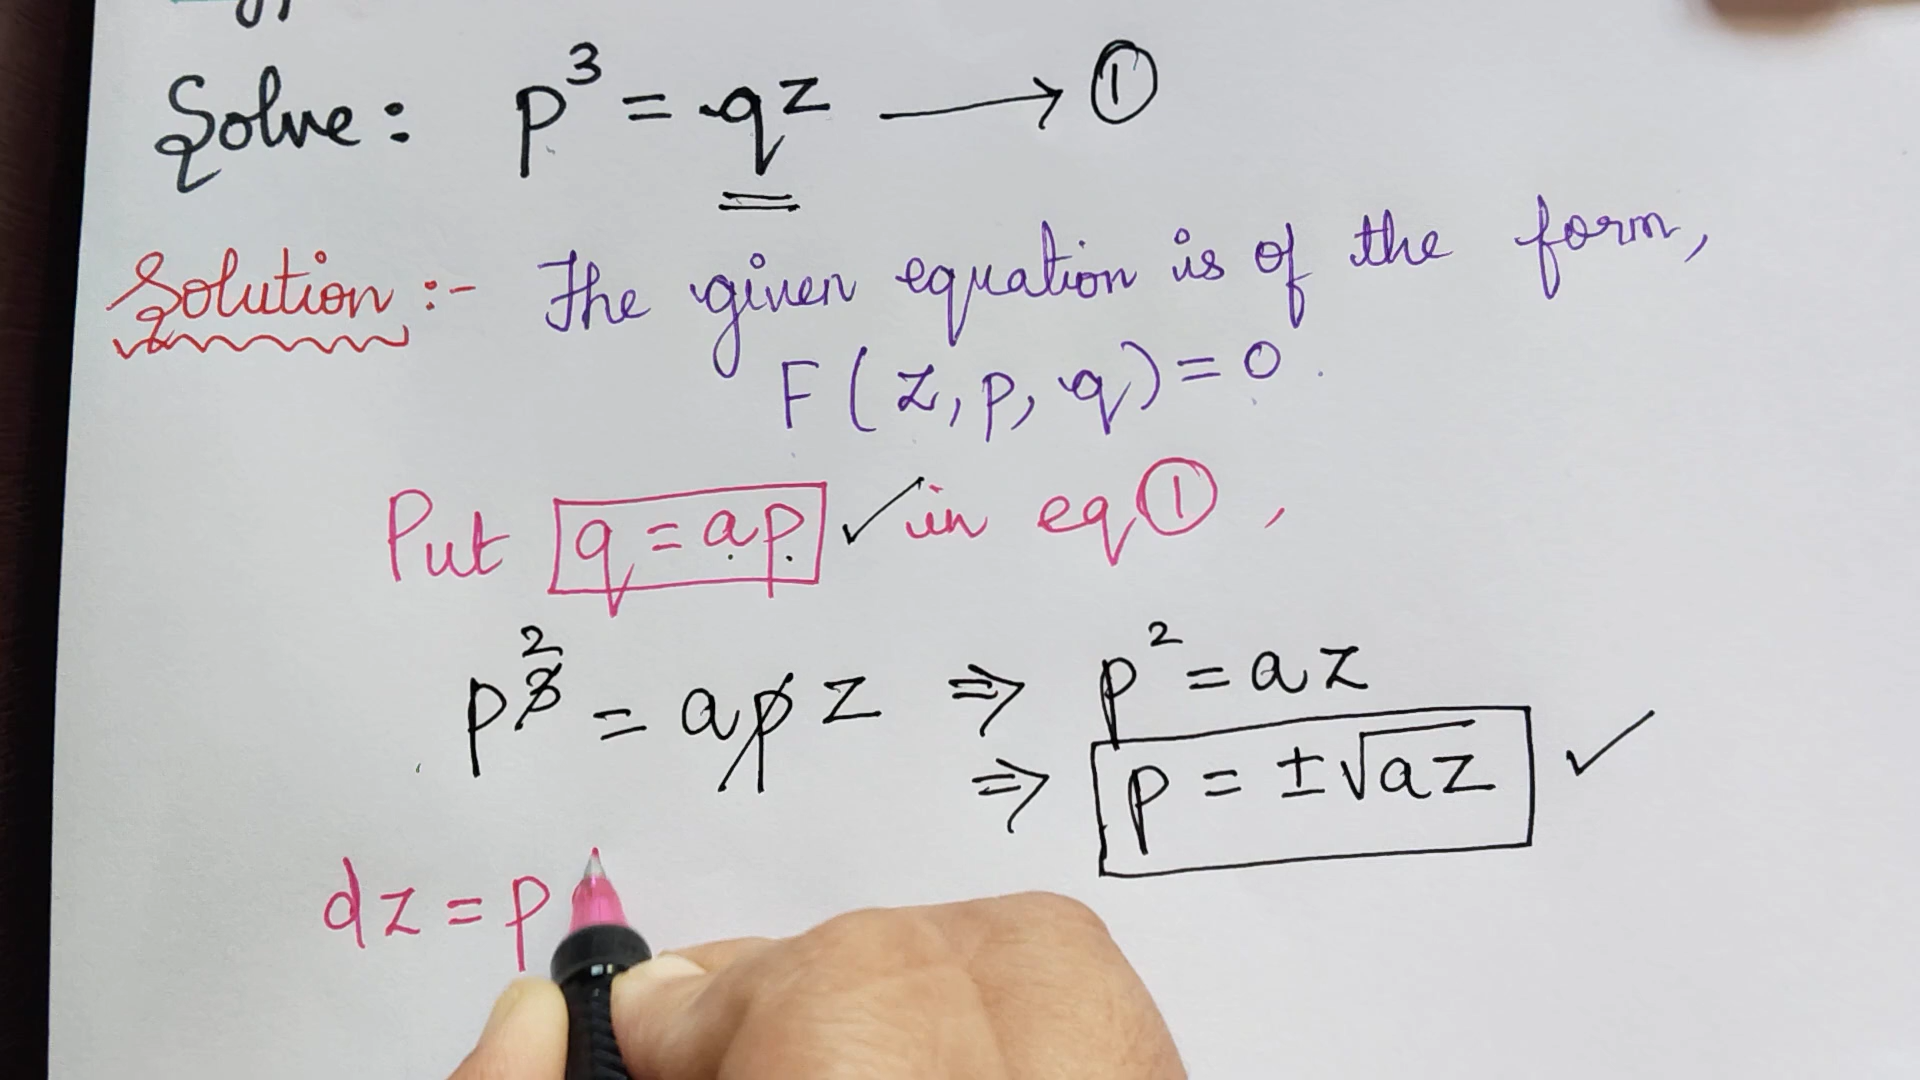 Solve: p³ = qz ⟶ ①
Solution :- The given equation is of the form,
F(z, p, q) = 0.
Put q = ap ✓ in eq ①,
p³ 2 = apz ⇒ p² = az
⇒ p = ±√az ✓
dz = p